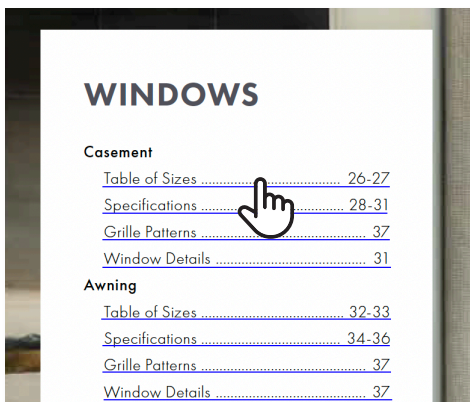 WINDOWS
Casement
Table of Sizes ........................................ 26-27
Specifications ........................................ 28-31
Grille Patterns ........................................ 37
Window Details ........................................ 31
Awning
Table of Sizes ........................................ 32-33
Specifications ........................................ 34-36
Grille Patterns ........................................ 37
Window Details ........................................ 37